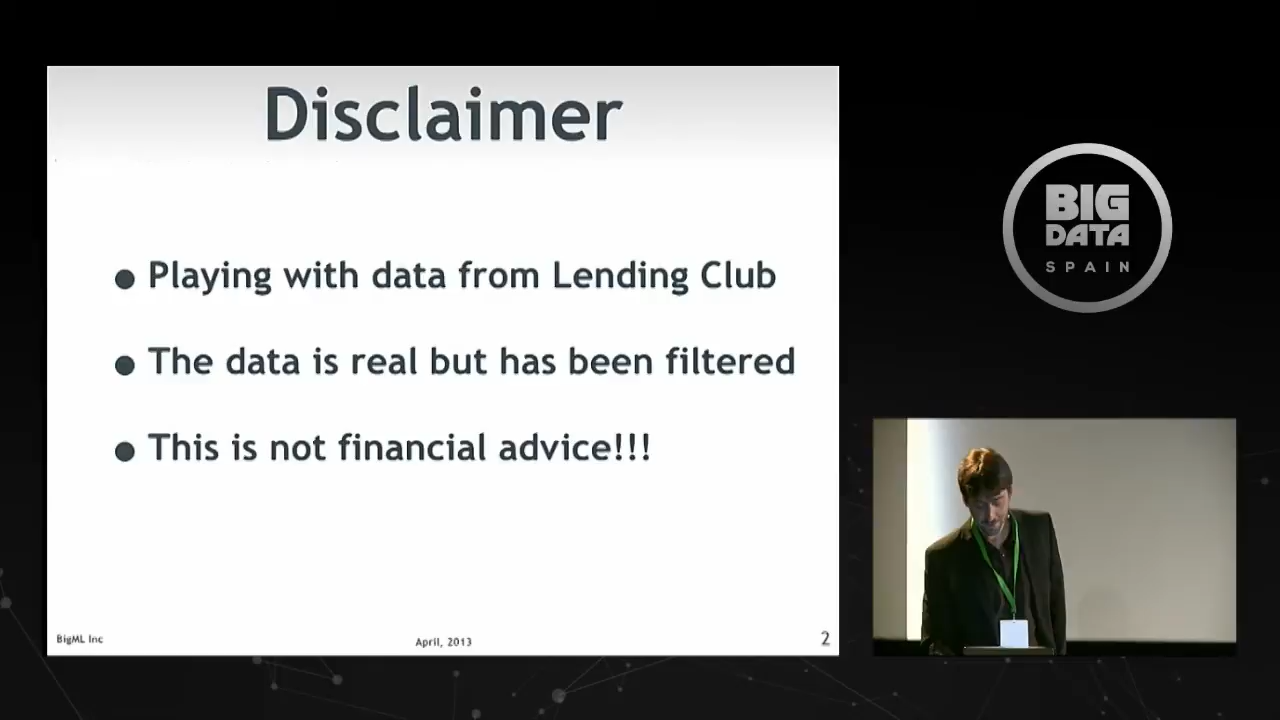 Disclaimer
● Playing with data from Lending Club
● The data is real but has been filtered
● This is not financial advice!!!
BigML Inc
April, 2013
2
BIG
DATA
SPAIN